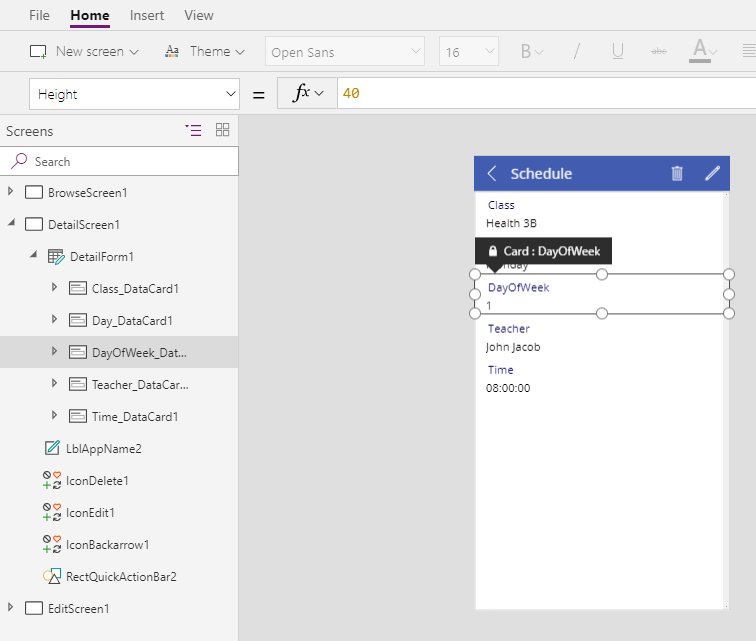 File Home Insert View
New screen Aa Theme Open Sans 16 B / U abc A
Height = fx 40
Screens
Search
BrowseScreen1
DetailScreen1
DetailForm1
Class_DataCard1
Day_DataCard1
DayOfWeek_Dat...
Teacher_DataCar...
Time_DataCard1
LblAppName2
IconDelete1
IconEdit1
IconBackarrow1
RectQuickActionBar2
EditScreen1
Schedule
Class
Health 3B
Card : DayOfWeek
Monday
DayOfWeek
1
Teacher
John Jacob
Time
08:00:00